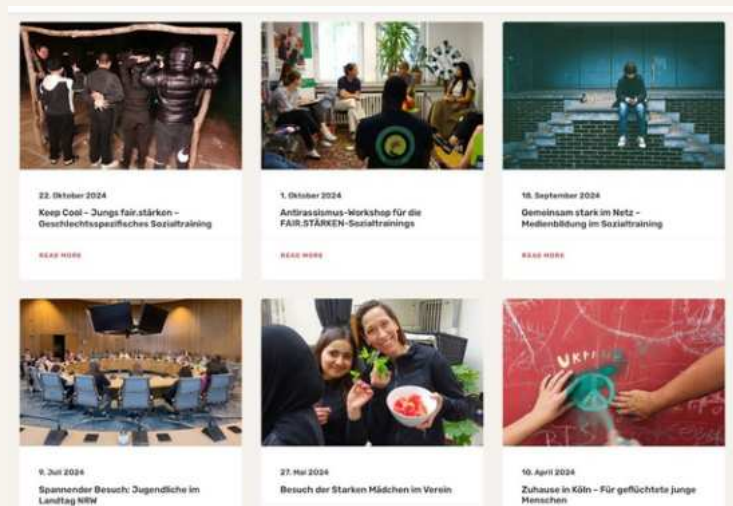 22. Oktober 2024
Keep Cool – Jungs fair.stärken –
Geschlechtsspezifisches Sozialtraining
READ MORE
1. Oktober 2024
Antirassismus-Workshop für die
FAIR.STÄRKEN-Sozialtrainings
READ MORE
18. September 2024
Gemeinsam stark im Netz –
Medienbildung im Sozialtraining
READ MORE
9. Juli 2024
Spannender Besuch: Jugendliche im
Landtag NRW
27. Mai 2024
Besuch der Starken Mädchen im Verein
10. April 2024
Zuhause in Köln – Für geflüchtete junge
Menschen